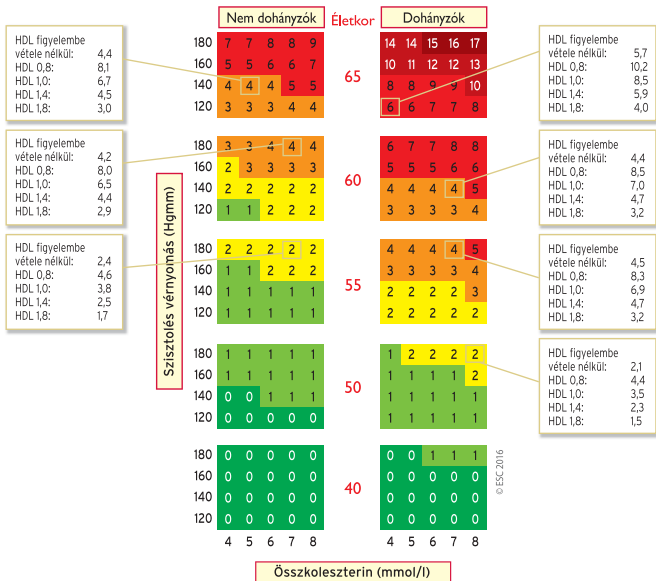 Nem dohányzók Életkor Dohányzók
HDL figyelembe
vétele nélkül: 4,4
HDL 0,8: 8,1
HDL 1,0: 6,7
HDL 1,4: 4,5
HDL 1,8: 3,0
HDL figyelembe
vétele nélkül: 4,2
HDL 0,8: 8,0
HDL 1,0: 6,5
HDL 1,4: 4,4
HDL 1,8: 2,9
HDL figyelembe
vétele nélkül: 2,4
HDL 0,8: 4,6
HDL 1,0: 3,8
HDL 1,4: 2,5
HDL 1,8: 1,7
Szisztolés vérnyomás (Hgmm)
180 7 7 8 8 9 14 14 15 16 17
160 5 5 6 6 7 10 11 12 12 13
65
140 4 4 4 5 5 8 8 9 9 10
120 3 3 3 4 4 6 6 7 7 8
180 3 3 4 4 4 6 7 7 8 8
160 2 3 3 3 3 5 5 5 6 6
60
140 2 2 2 2 2 4 4 4 4 5
120 1 1 2 2 2 3 3 3 4 4
180 2 2 2 2 2 4 4 4 4 5
160 1 1 2 2 2 3 3 3 3 4
55
140 1 1 1 1 1 2 2 2 2 3
120 1 1 1 1 1 2 2 2 2 3
180 1 1 1 1 1 1 2 2 2 2
160 1 1 1 1 1 1 1 1 1 2
50
140 0 0 1 1 1 1 1 1 1 1
120 0 0 0 0 0 1 1 1 1 1
180 0 0 0 0 0 0 0 1 1 1
160 0 0 0 0 0 0 0 0 0 0
40
140 0 0 0 0 0 0 0 0 0 0
120 0 0 0 0 0 0 0 0 0 0
4 5 6 7 8 4 5 6 7 8
Összkoleszterin (mmol/l)
HDL figyelembe
vétele nélkül: 5,7
HDL 0,8: 10,2
HDL 1,0: 8,5
HDL 1,4: 5,9
HDL 1,8: 4,0
HDL figyelembe
vétele nélkül: 4,4
HDL 0,8: 8,5
HDL 1,0: 7,0
HDL 1,4: 4,7
HDL 1,8: 3,2
HDL figyelembe
vétele nélkül: 4,5
HDL 0,8: 8,3
HDL 1,0: 6,9
HDL 1,4: 4,7
HDL 1,8: 3,2
HDL figyelembe
vétele nélkül: 2,1
HDL 0,8: 4,4
HDL 1,0: 3,5
HDL 1,4: 2,3
HDL 1,8: 1,5
© ESC 2016